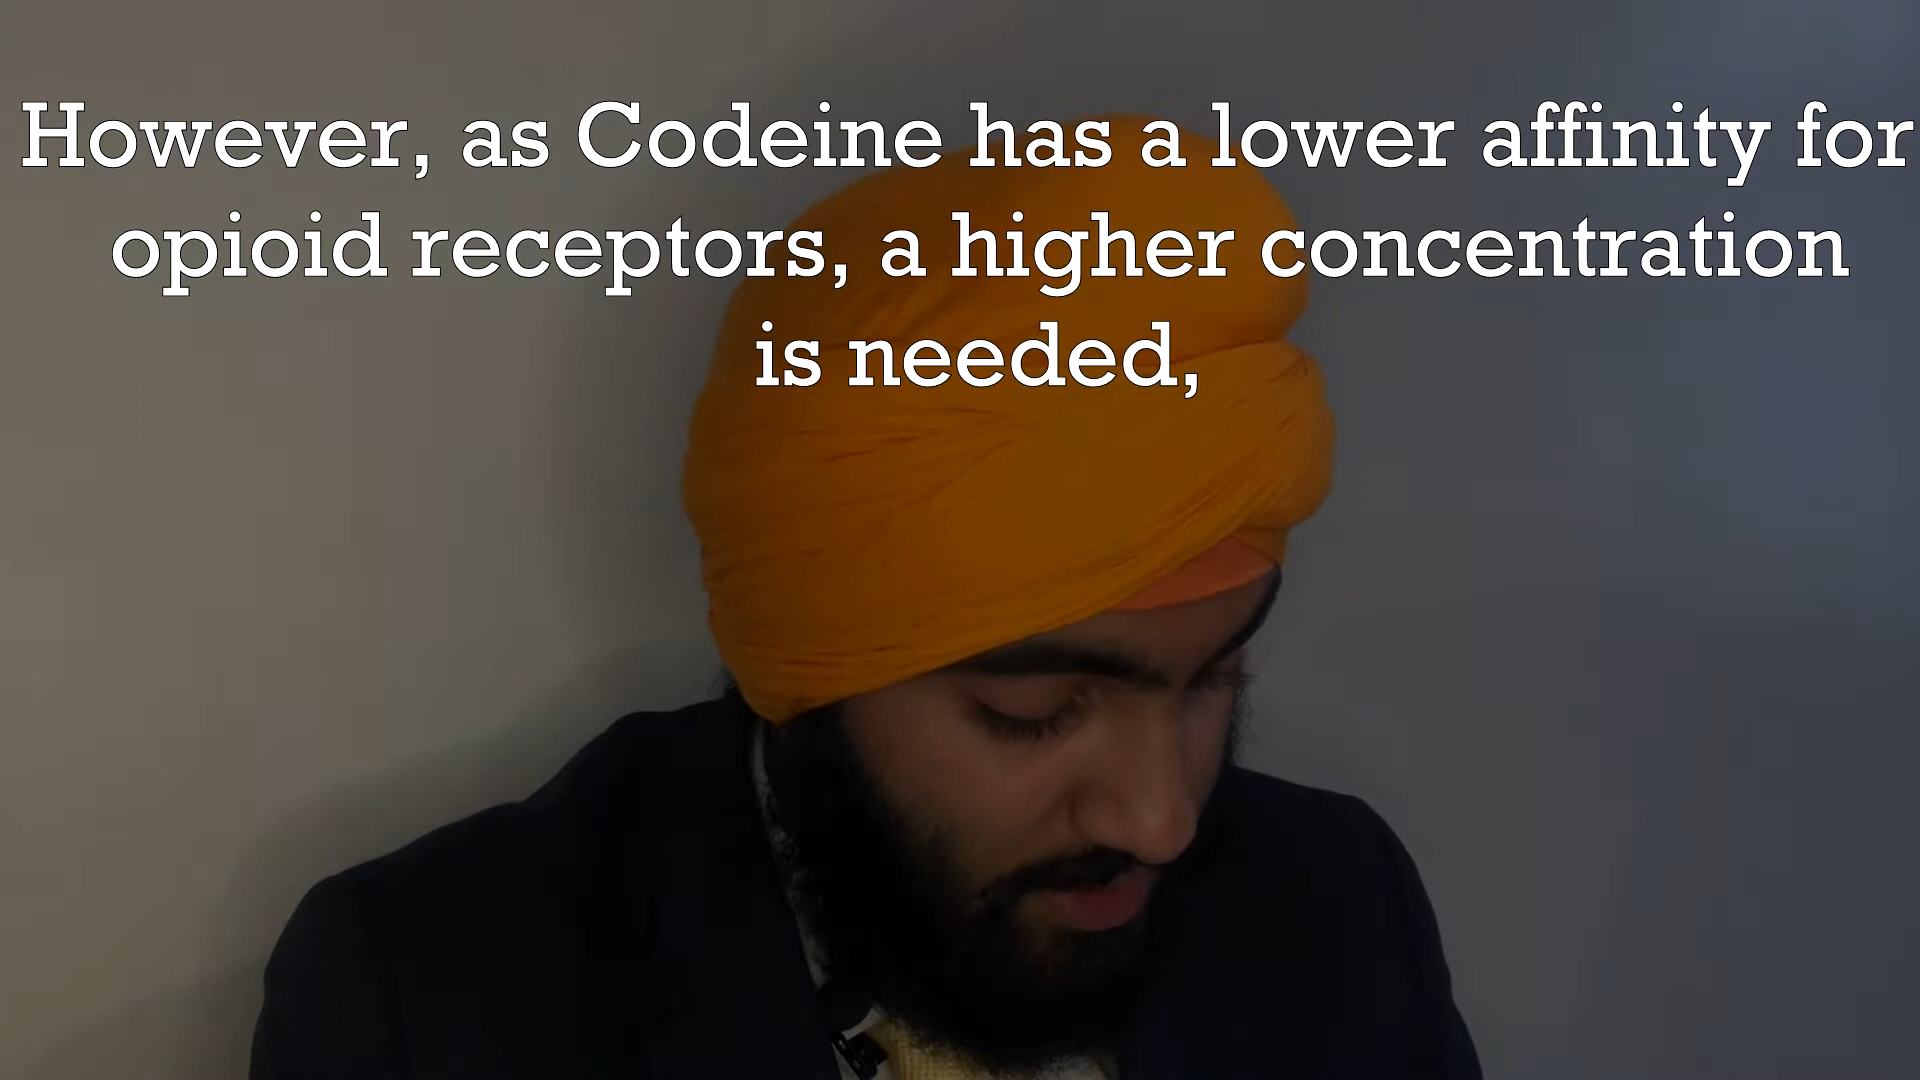 However, as Codeine has a lower affinity for
opioid receptors, a higher concentration
is needed,